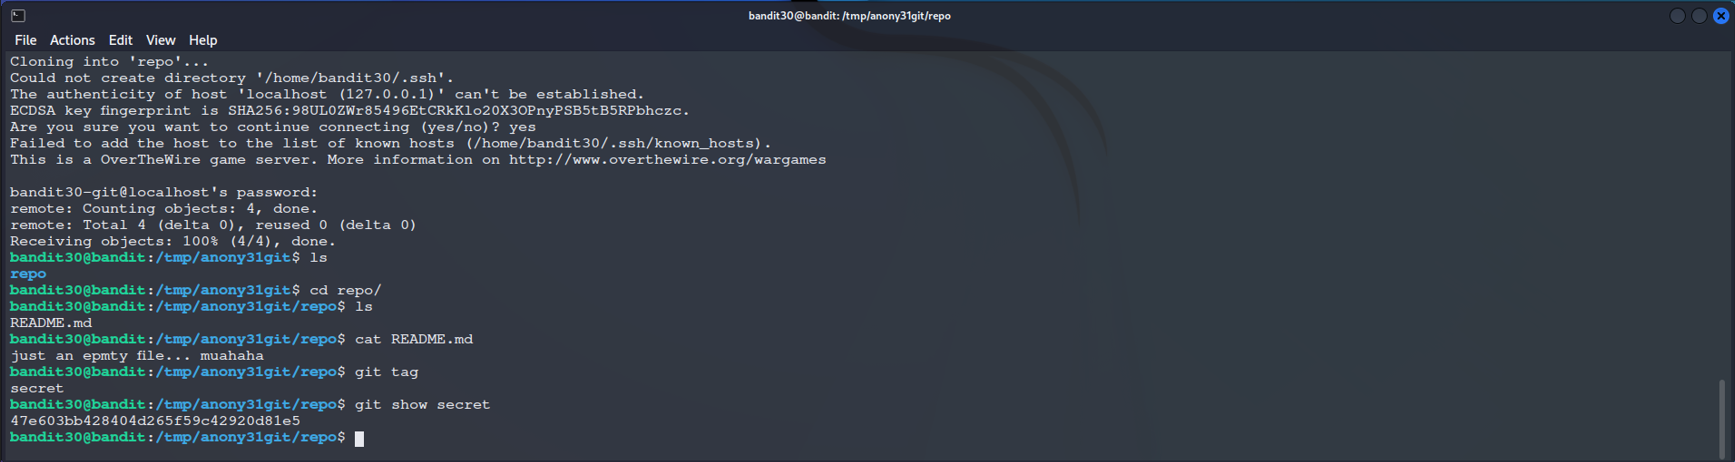 bandit30@bandit: /tmp/anony31git/repo
File Actions Edit View Help
Cloning into 'repo'...
Could not create directory '/home/bandit30/.ssh'.
The authenticity of host 'localhost (127.0.0.1)' can't be established.
ECDSA key fingerprint is SHA256:98UL0ZWr85496EtCRkKlo20X3OPnyPSB5tB5RPbhczc.
Are you sure you want to continue connecting (yes/no)? yes
Failed to add the host to the list of known hosts (/home/bandit30/.ssh/known_hosts).
This is a OverTheWire game server. More information on http://www.overthewire.org/wargames
bandit30-git@localhost's password:
remote: Counting objects: 4, done.
remote: Total 4 (delta 0), reused 0 (delta 0)
Receiving objects: 100% (4/4), done.
bandit30@bandit:/tmp/anony31git$ ls
repo
bandit30@bandit:/tmp/anony31git$ cd repo/
bandit30@bandit:/tmp/anony31git/repo$ ls
README.md
bandit30@bandit:/tmp/anony31git/repo$ cat README.md
just an epmty file... muahaha
bandit30@bandit:/tmp/anony31git/repo$ git tag
secret
bandit30@bandit:/tmp/anony31git/repo$ git show secret
47e603bb428404d265f59c42920d81e5
bandit30@bandit:/tmp/anony31git/repo$